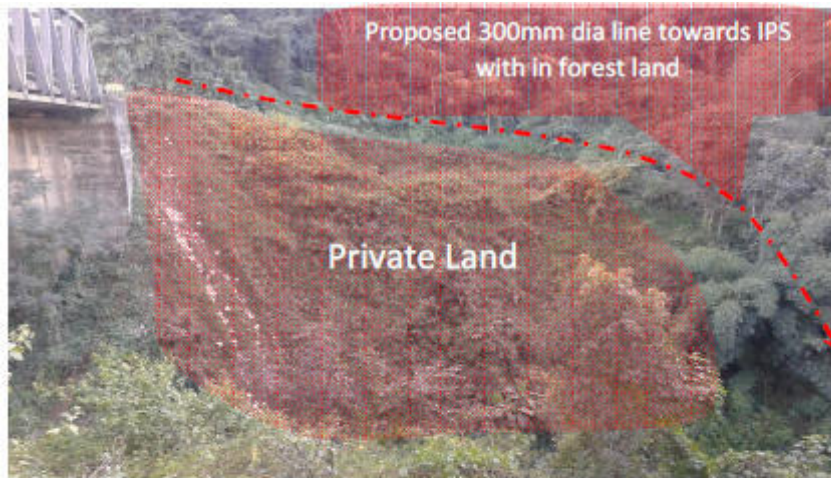 Proposed 300mm dia line towards IPS
with in forest land
Private Land